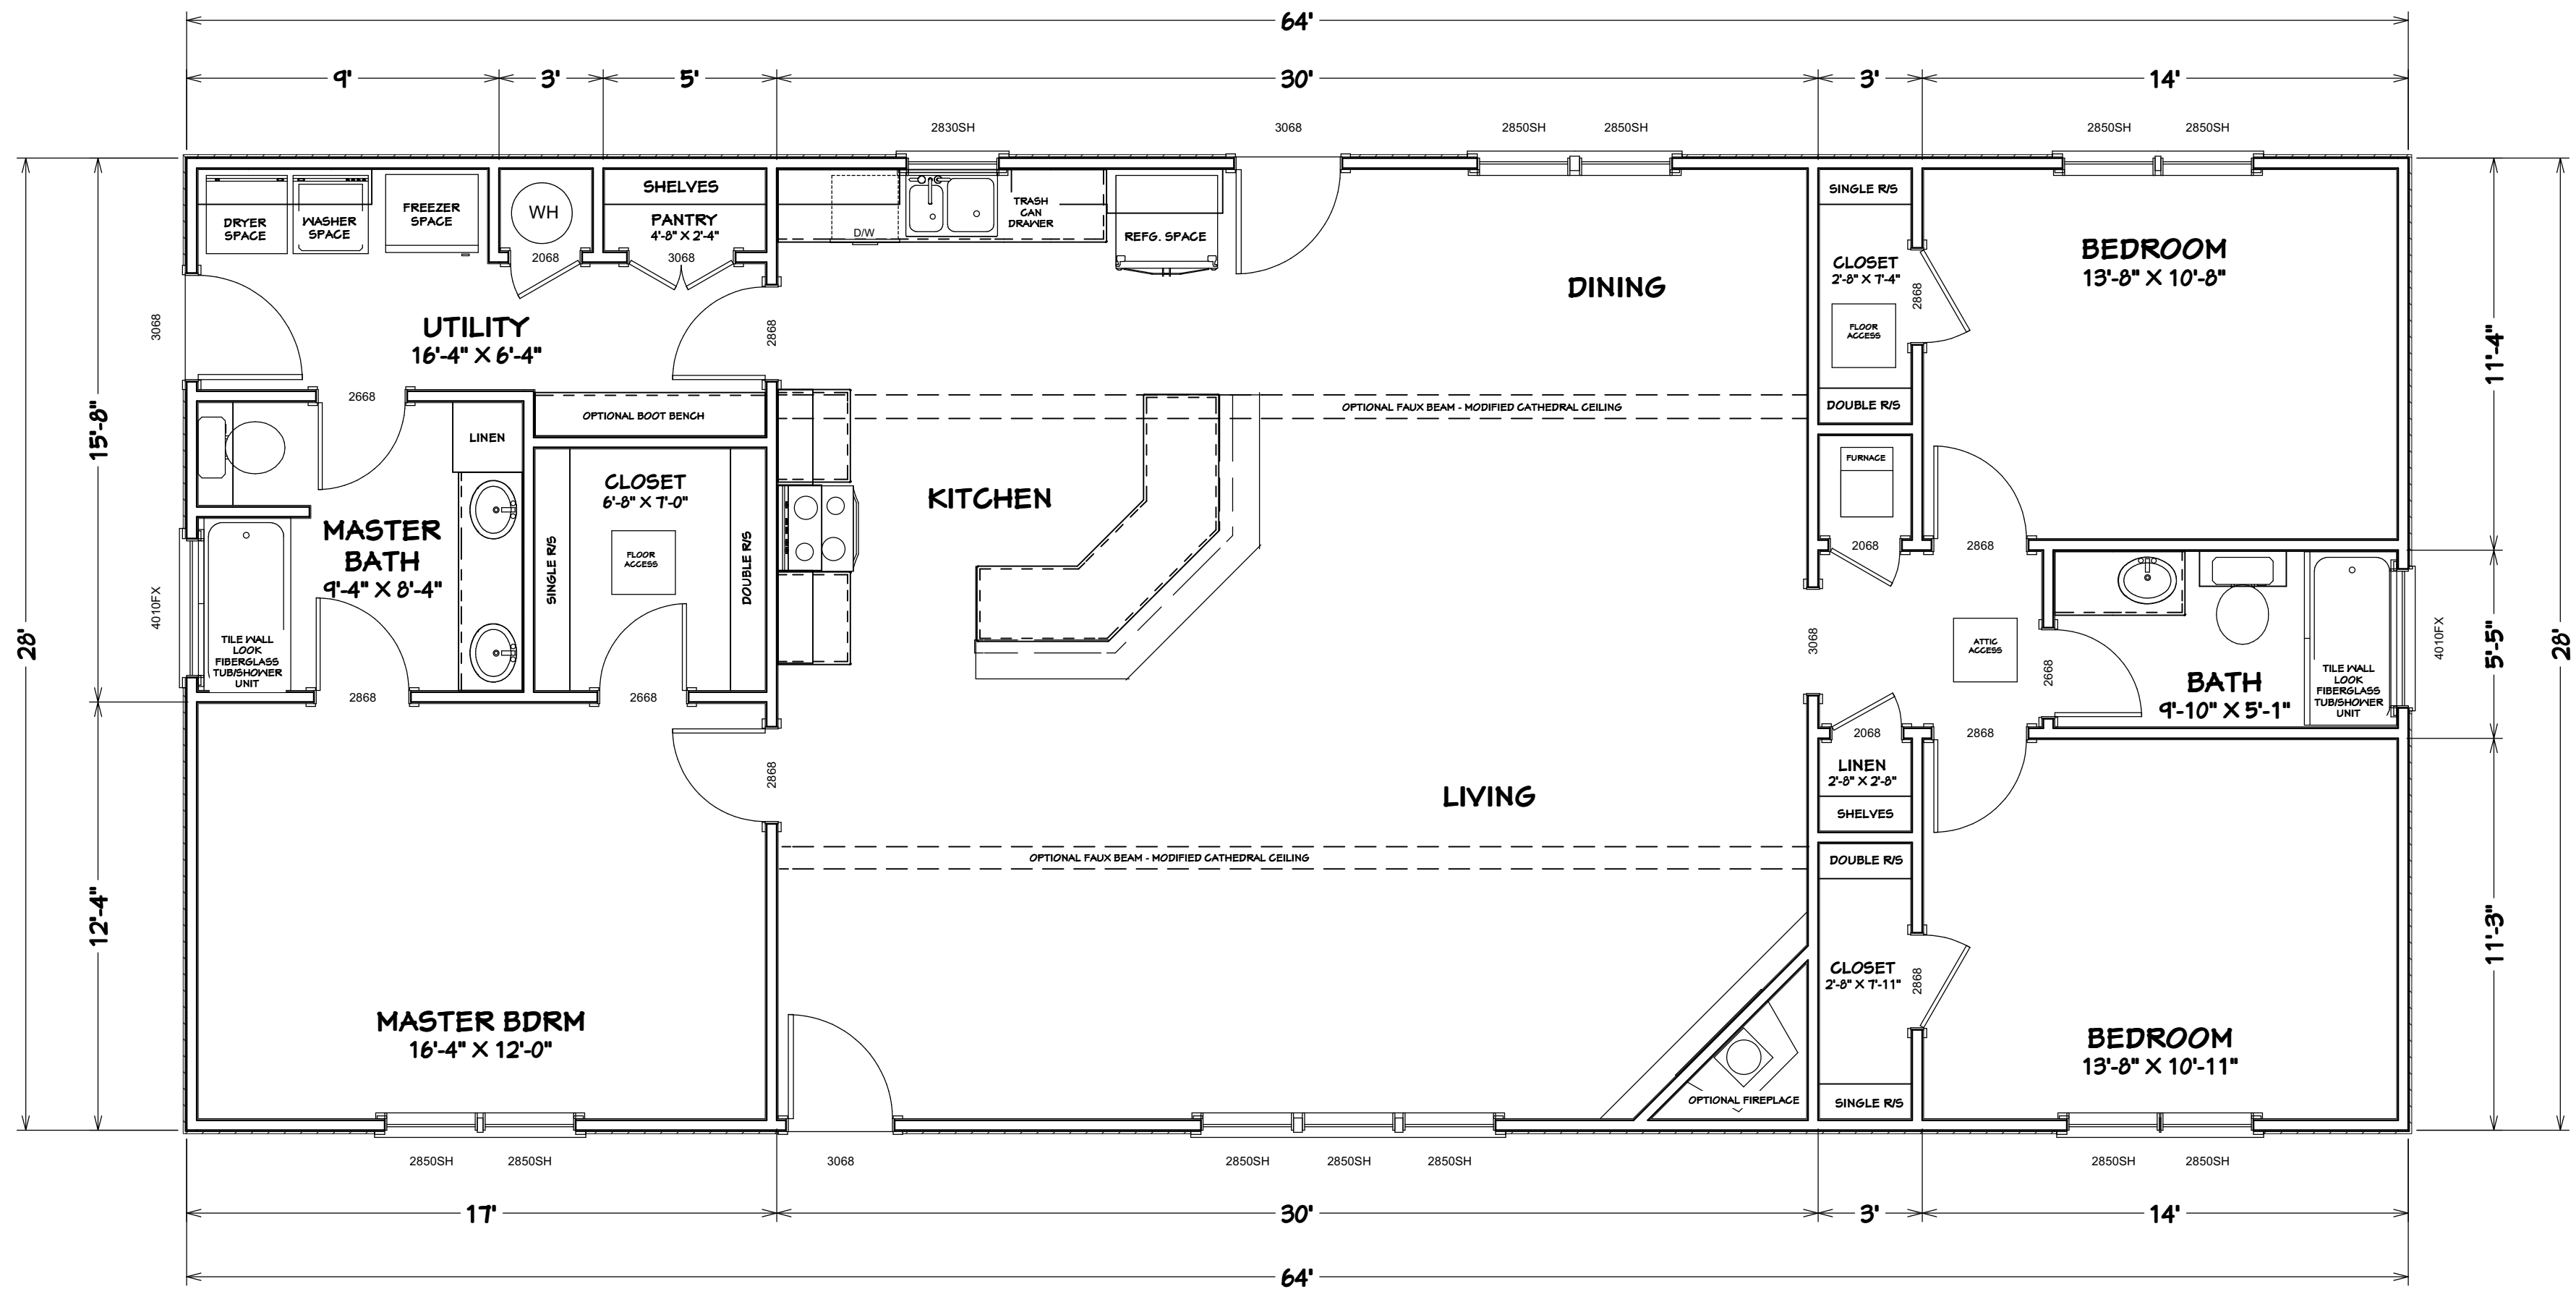 64'
9'
3'
5'
30'
3'
14'
2830SH
3068
2850SH
2850SH
2850SH
2850SH
DRYER
SPACE
WASHER
SPACE
FREEZER
SPACE
WH
2068
SHELVES
PANTRY
4'-8" X 2'-4"
3068
D/W
TRASH
CAN
DRAWER
REFG. SPACE
DINING
SINGLE R/S
CLOSET
2'-8" X 7'-4"
2868
FLOOR
ACCESS
DOUBLE R/S
BEDROOM
13'-8" X 10'-8"
3068
UTILITY
16'-4" X 6'-4"
2868
2668
OPTIONAL BOOT BENCH
OPTIONAL FAUX BEAM - MODIFIED CATHEDRAL CEILING
28'
15'-8"
12'-4"
11'-4"
5'-5"
11'-3"
28'
LINEN
MASTER
BATH
9'-4" X 8'-4"
4010FX
TILE WALL
LOOK
FIBERGLASS
TUB/SHOWER
UNIT
2868
CLOSET
6'-8" X 7'-0"
SINGLE R/S
FLOOR
ACCESS
DOUBLE R/S
2668
KITCHEN
FURNACE
2068
2868
3068
ATTIC
ACCESS
2668
BATH
9'-10" X 5'-1"
TILE WALL
LOOK
FIBERGLASS
TUB/SHOWER
UNIT
4010FX
2868
LIVING
2068
2868
LINEN
2'-8" X 2'-8"
SHELVES
OPTIONAL FAUX BEAM - MODIFIED CATHEDRAL CEILING
DOUBLE R/S
CLOSET
2'-8" X 7'-11"
2868
SINGLE R/S
MASTER BDRM
16'-4" X 12'-0"
OPTIONAL FIREPLACE
BEDROOM
13'-8" X 10'-11"
2850SH
2850SH
3068
2850SH
2850SH
2850SH
2850SH
2850SH
17'
30'
3'
14'
64'